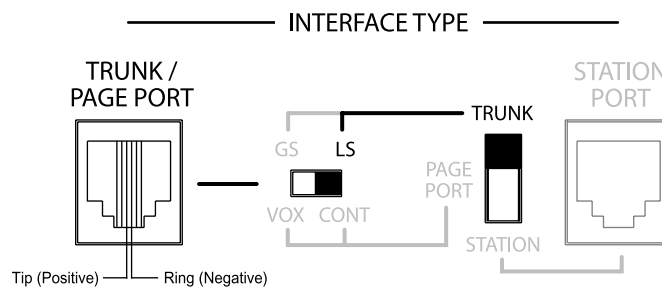 INTERFACE TYPE
TRUNK /
PAGE PORT
STATION
PORT
TRUNK
GS LS
PAGE
PORT
VOX CONT
STATION
Tip (Positive) Ring (Negative)